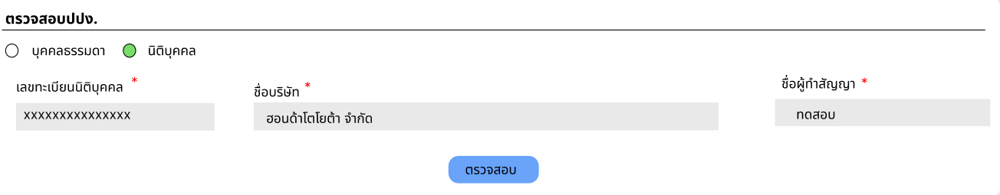 ตรวจสอบปปง.
บุคคลธรรมดา นิติบุคคล
เลขทะเบียนนิติบุคคล * ชื่อบริษัท * ชื่อผู้ทำสัญญา *
xxxxxxxxxxxxxxx ฮอนด้าโตโยต้า จำกัด ทดสอบ
ตรวจสอบ